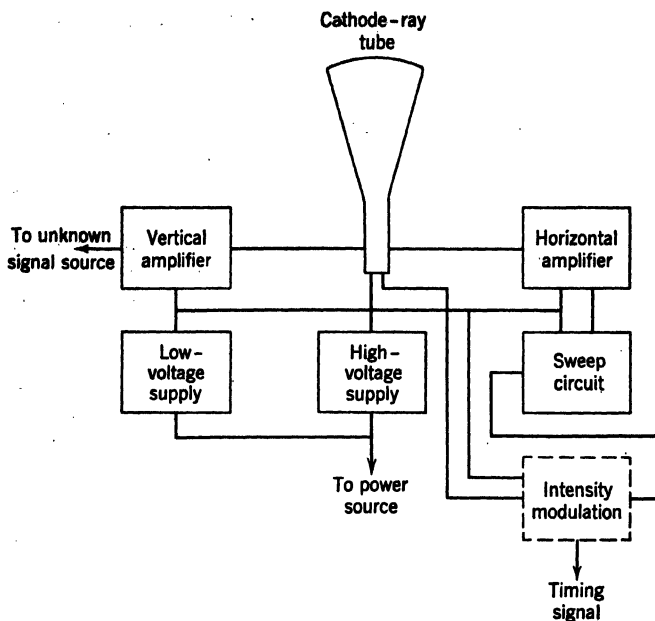 Cathode-ray
tube
To unknown
signal source
Vertical
amplifier
Horizontal
amplifier
Low-
voltage
supply
High-
voltage
supply
Sweep
circuit
To power
source
Intensity
modulation
Timing
signal